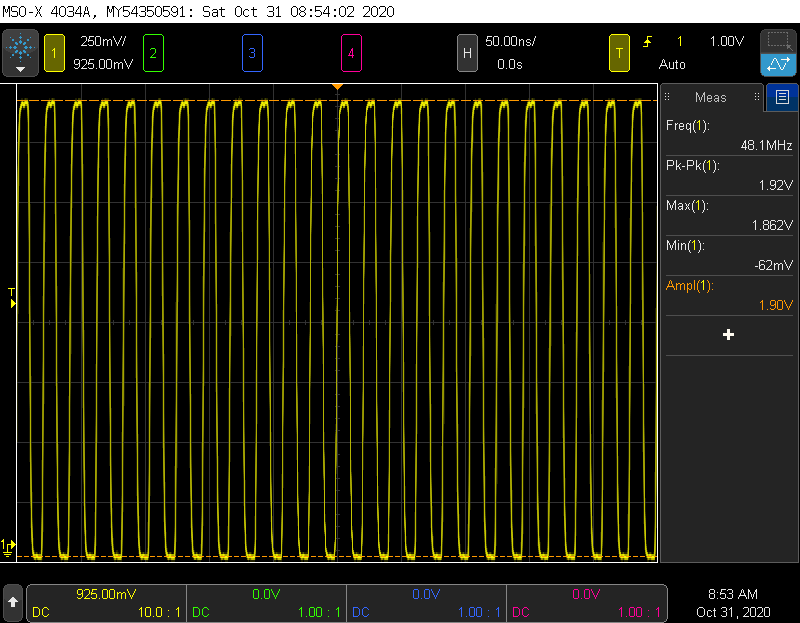 MSO-X 4034A, MY54350591: Sat Oct 31 08:54:02 2020
1 250mV/ 2 3 4 H 50.00ns/ T 1 1.00V
925.00mV 0.0s Auto
Meas
Freq(1):
48.1MHz
Pk-Pk(1):
1.92V
Max(1):
1.862V
Min(1):
-62mV
Ampl(1):
1.90V
T
1
925.00mV 0.0V 0.0V 0.0V 8:53 AM
DC 10.0 : 1 DC 1.00 : 1 DC 1.00 : 1 DC 1.00 : 1 Oct 31, 2020